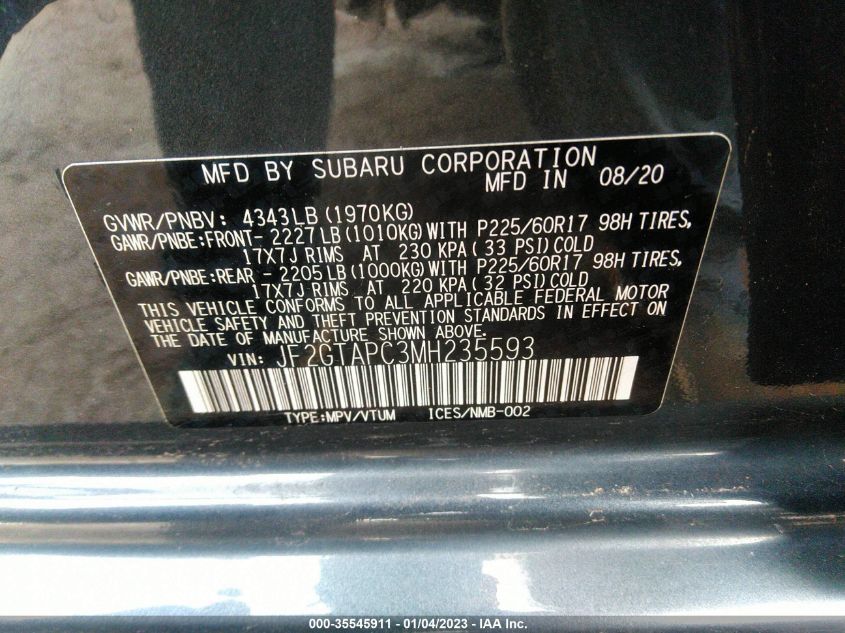 MFD BY SUBARU CORPORATION
MFD IN 08/20
GVWR/PNBV: 4343LB (1970KG)
GAWR/PNBE:FRONT- 2227LB (1010KG) WITH P225/60R17 98H TIRES,
17X7J RIMS AT 230 KPA ( 33 PSI) COLD
GAWR/PNBE:REAR - 2205LB (1000KG) WITH P225/60R17 98H TIRES,
17X7J RIMS AT 220 KPA ( 32 PSI) COLD
THIS VEHICLE CONFORMS TO ALL APPLICABLE FEDERAL MOTOR
VEHICLE SAFETY AND THEFT PREVENTION STANDARDS IN EFFECT ON
THE DATE OF MANUFACTURE SHOWN ABOVE.
VIN: JF2GTAPC3MH235593
TYPE:MPV/VTUM ICES/NMB-002
000-35545911 - 01/04/2023 - © IAA Inc.